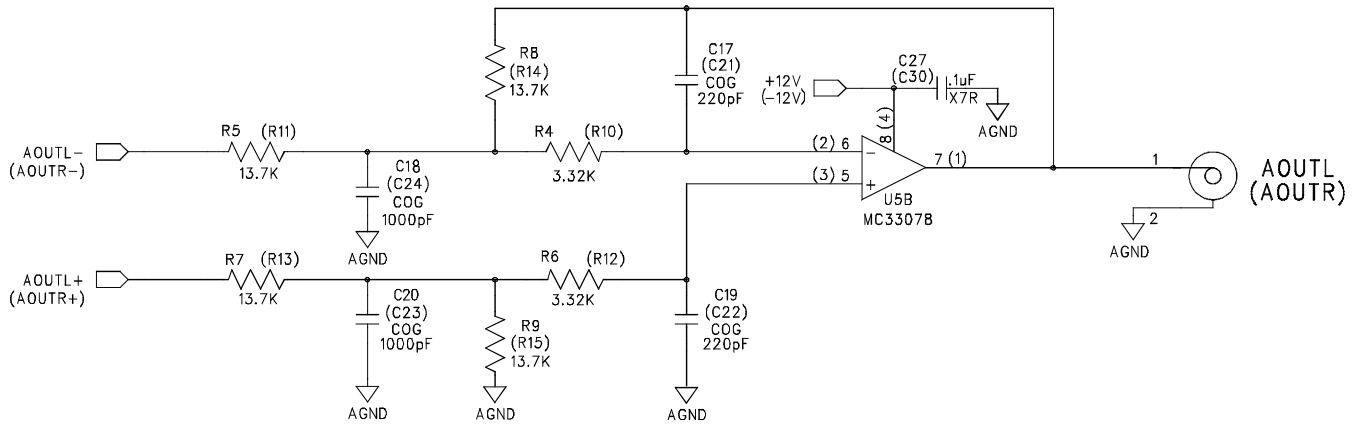 R8
(R14)
13.7K
C17
(C21)
COG
220pF
+12V
(-12V)
C27
(C30)
.1uF
X7R
AGND
8 (4)
AOUTL-
(AOUTR-)
R5 (R11)
13.7K
C18
(C24)
COG
1000pF
AGND
R4 (R10)
3.32K
(2) 6
(3) 5
-
+
U5B
MC33078
7 (1)
1
2
AGND
AOUTL
(AOUTR)
AOUTL+
(AOUTR+)
R7 (R13)
13.7K
C20
(C23)
COG
1000pF
AGND
R9
(R15)
13.7K
AGND
R6 (R12)
3.32K
C19
(C22)
COG
220pF
AGND